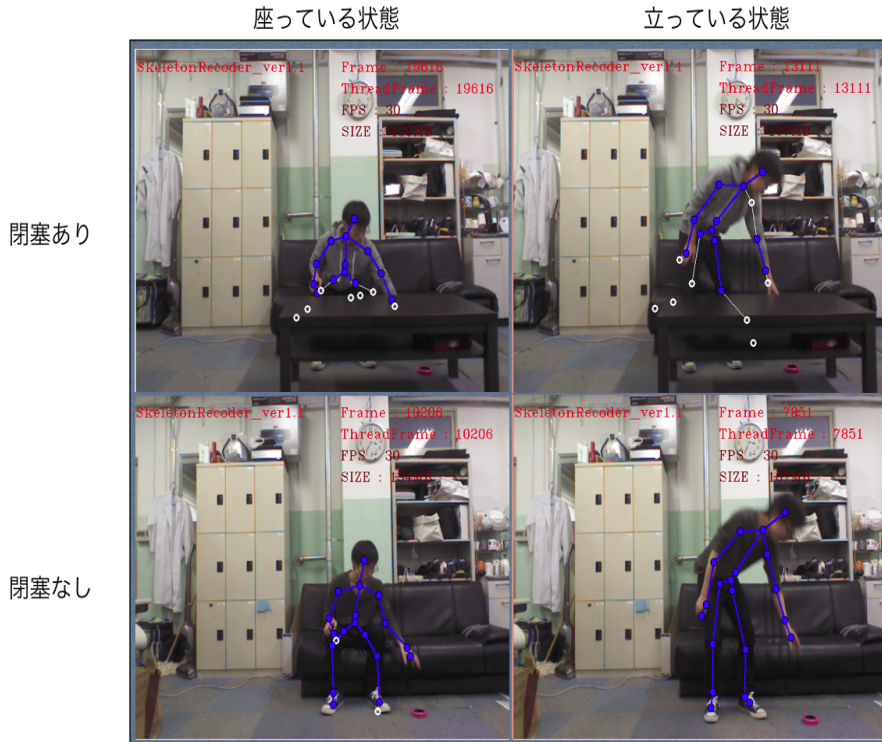 座っている状態
立っている状態
閉塞あり
SkeletonRecoder_ver1.1
Frame : 19616
ThreadFrame : 19616
FPS : 30
SIZE :
SkeletonRecoder_ver1.1
Frame : 13111
ThreadFrame : 13111
FPS : 30
SIZE :
閉塞なし
SkeletonRecoder_ver1.1
Frame : 10206
ThreadFrame : 10206
FPS : 30
SIZE :
SkeletonRecoder_ver1.1
Frame : 7851
ThreadFrame : 7851
FPS : 30
SIZE :